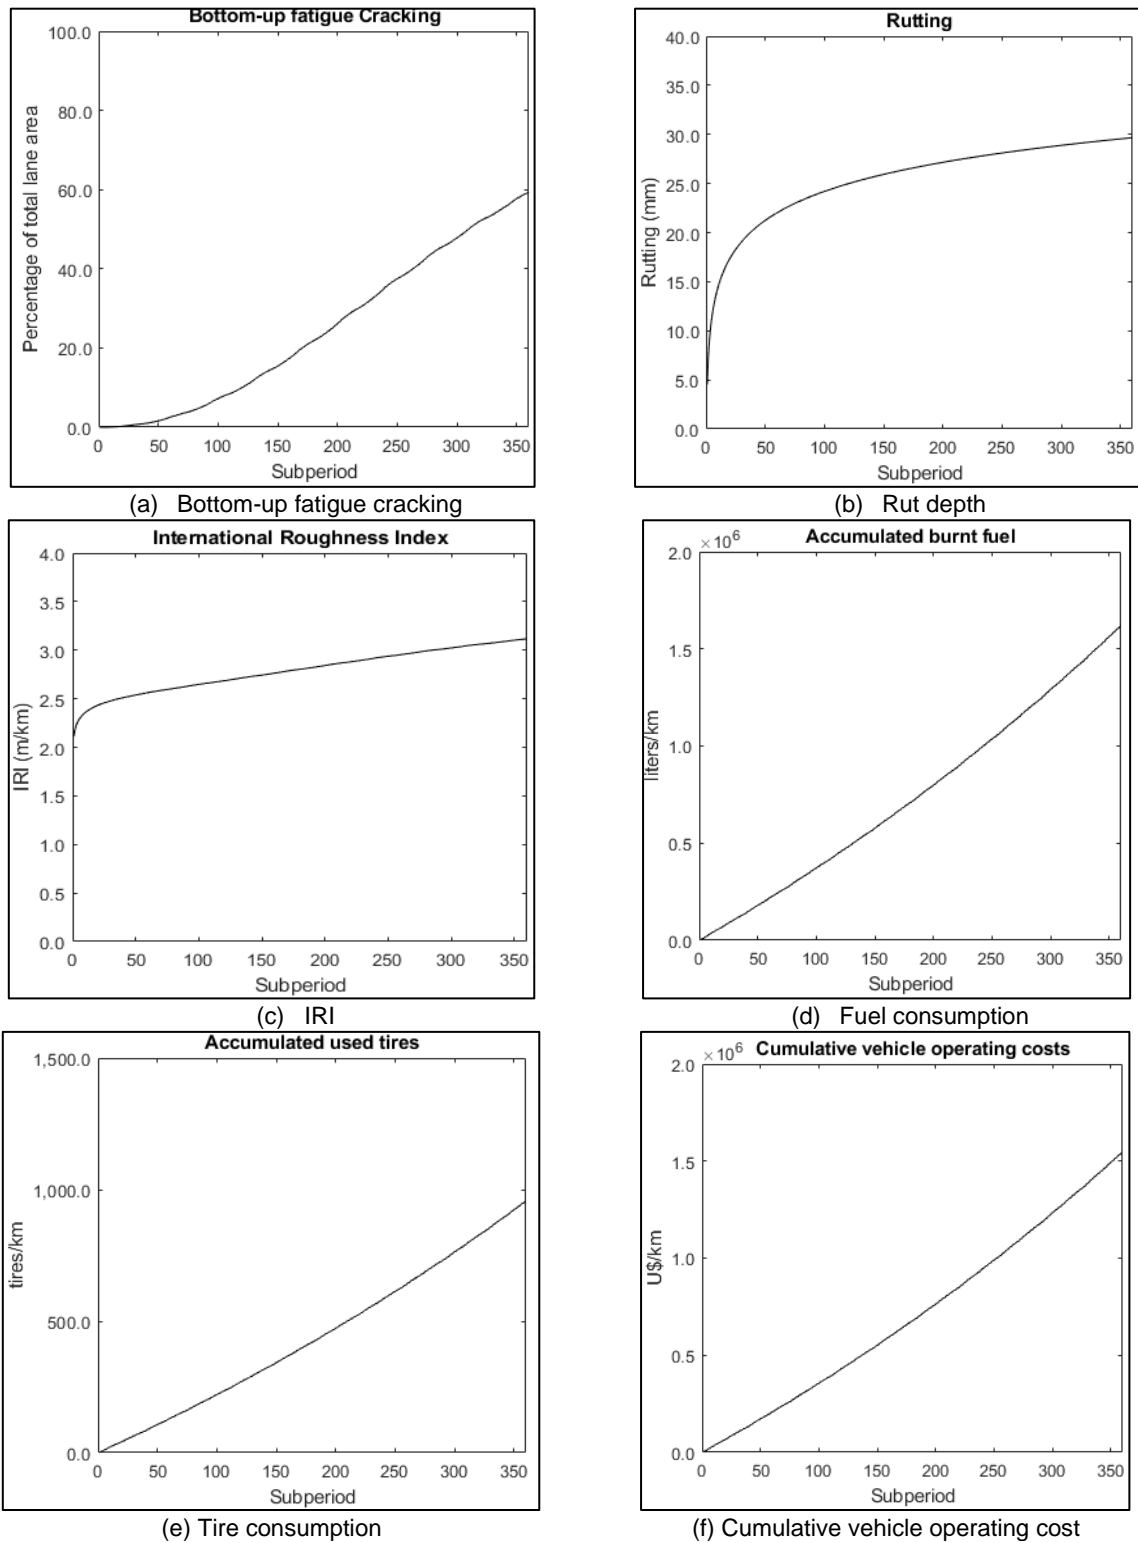 Bottom-up fatigue Cracking
100.0
80.0
60.0
40.0
20.0
0.0
Percentage of total lane area
0 50 100 150 200 250 300 350
Subperiod
(a) Bottom-up fatigue cracking
Rutting
40.0
35.0
30.0
25.0
20.0
15.0
10.0
5.0
0.0
Rutting (mm)
0 50 100 150 200 250 300 350
Subperiod
(b) Rut depth
International Roughness Index
4.0
3.5
3.0
2.5
2.0
1.5
1.0
0.5
0.0
IRI (m/km)
0 50 100 150 200 250 300 350
Subperiod
(c) IRI
Accumulated burnt fuel
×10⁶
2.0
1.5
1.0
0.5
0.0
liters/km
0 50 100 150 200 250 300 350
Subperiod
(d) Fuel consumption
Accumulated used tires
1,500.0
1,000.0
500.0
0.0
tires/km
0 50 100 150 200 250 300 350
Subperiod
(e) Tire consumption
Cumulative vehicle operating costs
×10⁶
2.0
1.5
1.0
0.5
0.0
U$/km
0 50 100 150 200 250 300 350
Subperiod
(f) Cumulative vehicle operating cost